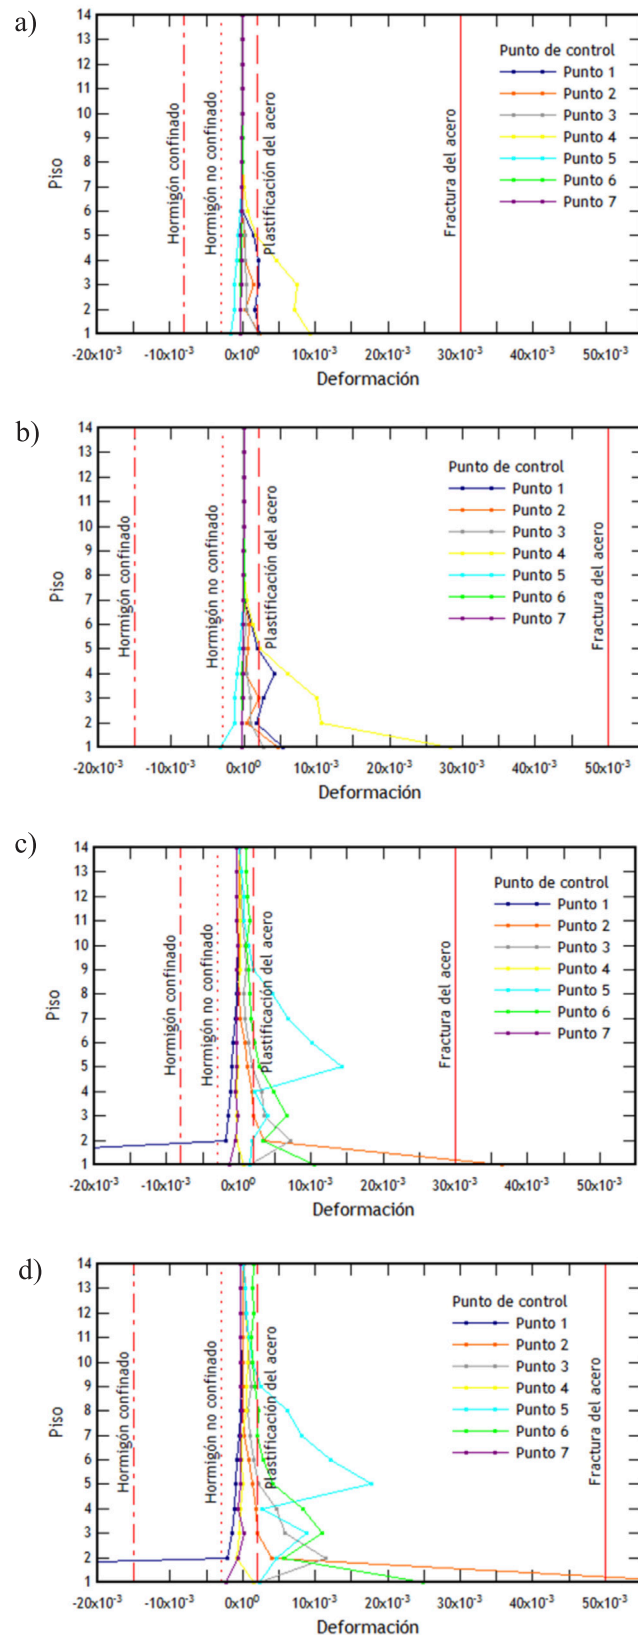 a)
14
13
12
11
10
9
8
7
6
5
4
3
2
1
Piso
Hormigón confinado
Hormigón no confinado
Plastificación del acero
Fractura del acero
Punto de control
Punto 1
Punto 2
Punto 3
Punto 4
Punto 5
Punto 6
Punto 7
-20x10⁻³ -10x10⁻³ 0x10⁰ 10x10⁻³ 20x10⁻³ 30x10⁻³ 40x10⁻³ 50x10⁻³
Deformación
b)
14
13
12
11
10
9
8
7
6
5
4
3
2
1
Piso
Hormigón confinado
Hormigón no confinado
Plastificación del acero
Fractura del acero
Punto de control
Punto 1
Punto 2
Punto 3
Punto 4
Punto 5
Punto 6
Punto 7
-20x10⁻³ -10x10⁻³ 0x10⁰ 10x10⁻³ 20x10⁻³ 30x10⁻³ 40x10⁻³ 50x10⁻³
Deformación
c)
14
13
12
11
10
9
8
7
6
5
4
3
2
1
Piso
Hormigón confinado
Hormigón no confinado
Plastificación del acero
Fractura del acero
Punto de control
Punto 1
Punto 2
Punto 3
Punto 4
Punto 5
Punto 6
Punto 7
-20x10⁻³ -10x10⁻³ 0x10⁰ 10x10⁻³ 20x10⁻³ 30x10⁻³ 40x10⁻³ 50x10⁻³
Deformación
d)
14
13
12
11
10
9
8
7
6
5
4
3
2
1
Piso
Hormigón confinado
Hormigón no confinado
Plastificación del acero
Fractura del acero
Punto de control
Punto 1
Punto 2
Punto 3
Punto 4
Punto 5
Punto 6
Punto 7
-20x10⁻³ -10x10⁻³ 0x10⁰ 10x10⁻³ 20x10⁻³ 30x10⁻³ 40x10⁻³ 50x10⁻³
Deformación